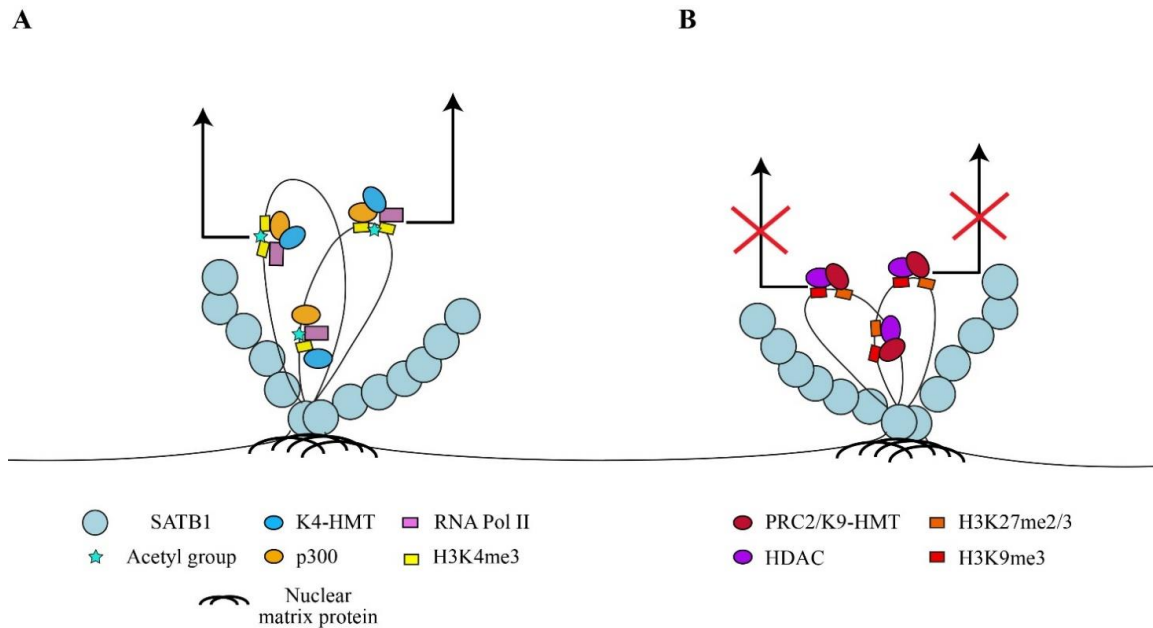 A
B
SATB1
K4-HMT
RNA Pol II
PRC2/K9-HMT
H3K27me2/3
Acetyl group
p300
H3K4me3
HDAC
H3K9me3
Nuclear
matrix protein